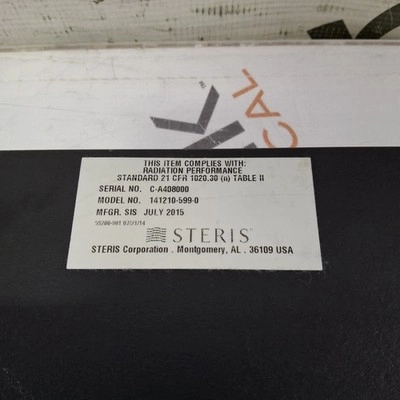 CAL
K
THIS ITEM COMPLIES WITH:
RADIATION PERFORMANCE
STANDARD 21 CFR 1020.30 (n) TABLE II
SERIAL NO. C-A408000
MODEL NO. 141210-599-0
MFGR. SIS JULY 2015
STERIS
STERIS Corporation . Montgomery, AL . 36109 USA